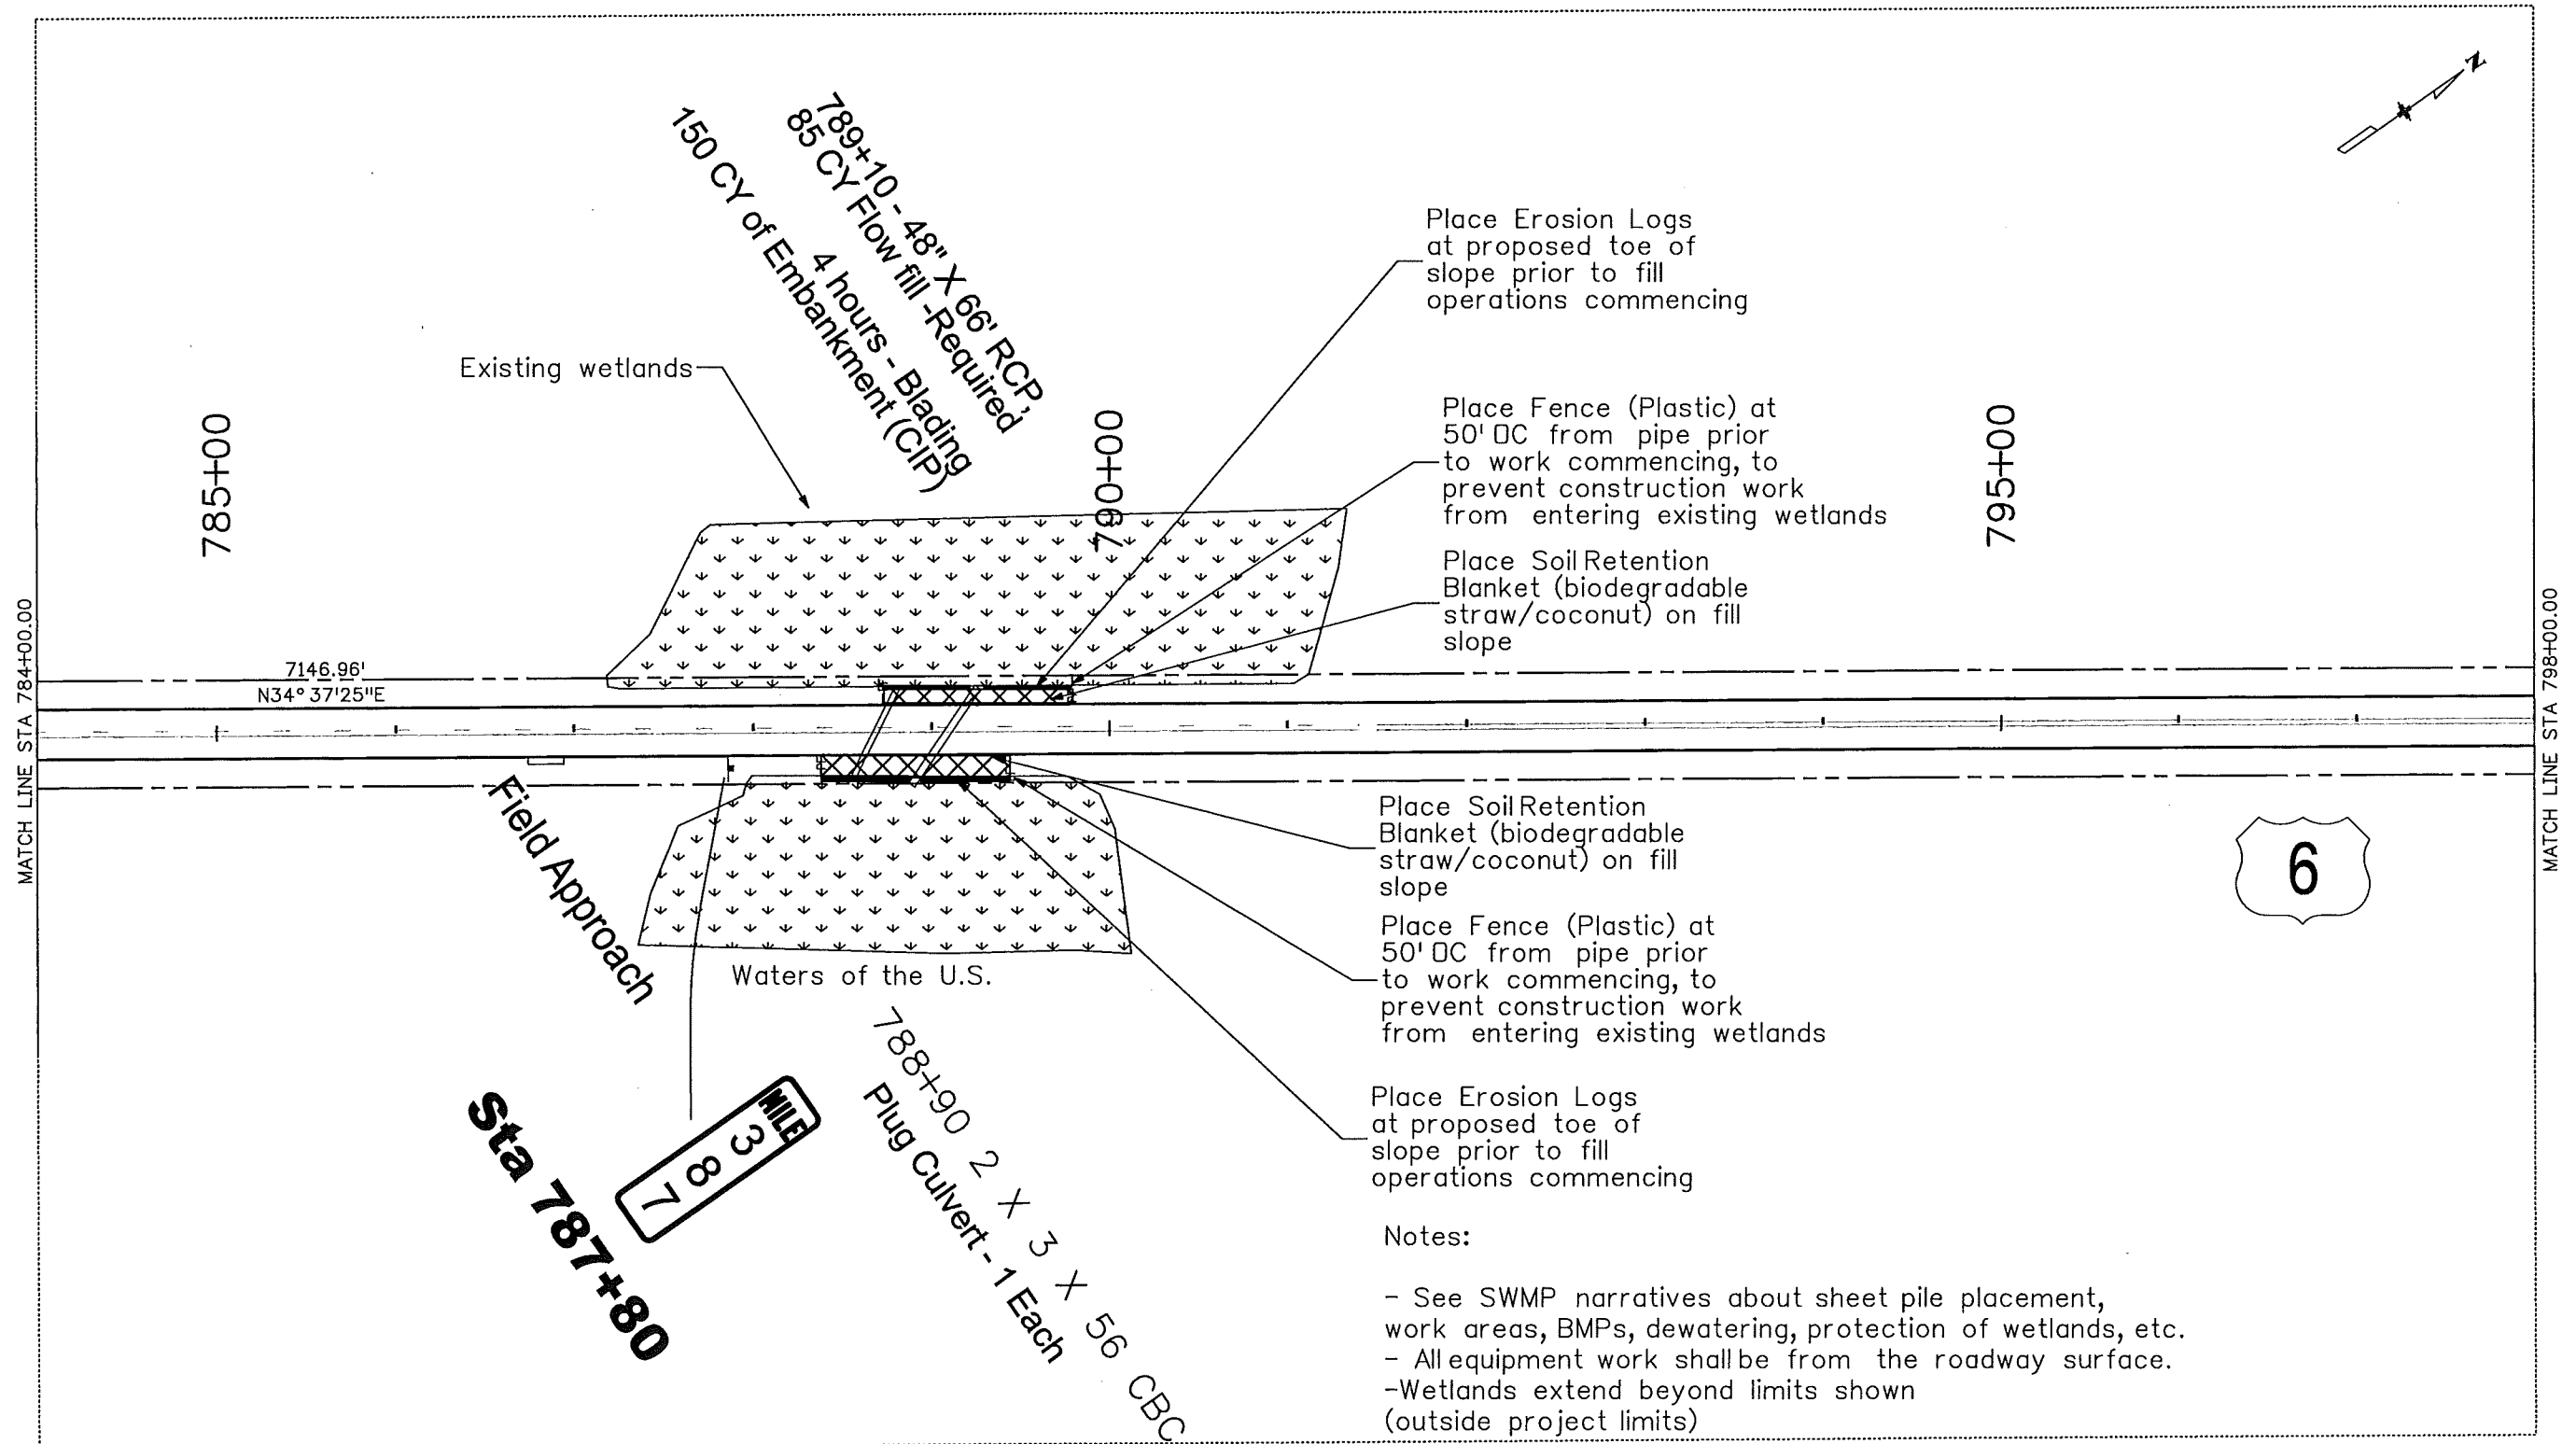 N
789+10 - 48" X 66' RCP,
85 CY Flow fill -Required
4 hours - Blading
150 CY of Embankment (CIP)
Place Erosion Logs
at proposed toe of
slope prior to fill
operations commencing
Existing wetlands
785+00
790+00
795+00
Place Fence (Plastic) at
50' OC from pipe prior
to work commencing, to
prevent construction work
from entering existing wetlands
Place Soil Retention
Blanket (biodegradable
straw/coconut) on fill
slope
MATCH LINE STA 784+00.00
7146.96'
N34° 37'25"E
MATCH LINE STA 798+00.00
Field Approach
Place Soil Retention
Blanket (biodegradable
straw/coconut) on fill
slope
6
Place Fence (Plastic) at
50' OC from pipe prior
to work commencing, to
prevent construction work
from entering existing wetlands
Waters of the U.S.
788+90 2 X 3 X 56 CBC
Plug Culvert - 1 Each
MILE
3
8
7
Sta 787+80
Place Erosion Logs
at proposed toe of
slope prior to fill
operations commencing
Notes:
- See SWMP narratives about sheet pile placement,
work areas, BMPs, dewatering, protection of wetlands, etc.
- All equipment work shall be from the roadway surface.
-Wetlands extend beyond limits shown
(outside project limits)